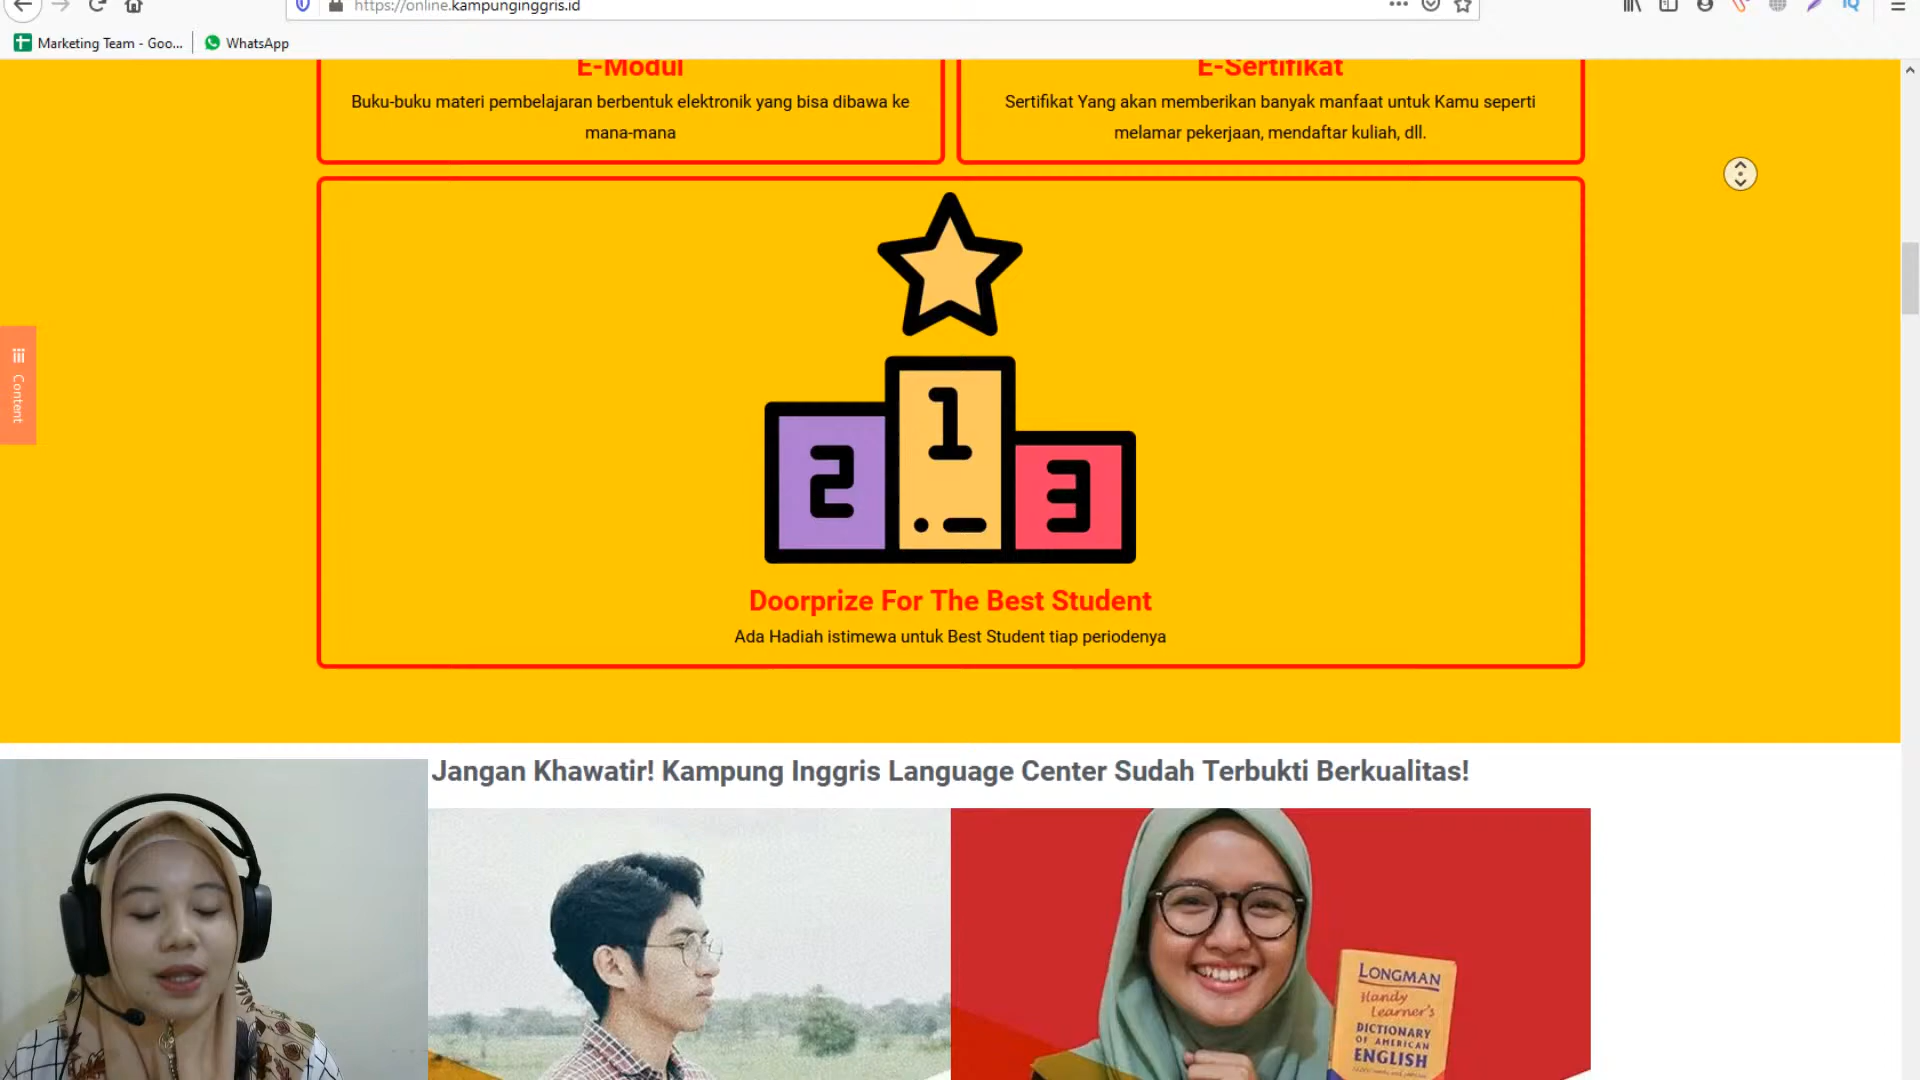 https://online.kampunginggris.id
Marketing Team - Goo...
WhatsApp
E-Modul
Buku-buku materi pembelajaran berbentuk elektronik yang bisa dibawa ke
mana-mana
E-Sertifikat
Sertifikat Yang akan memberikan banyak manfaat untuk Kamu seperti
melamar pekerjaan, mendaftar kuliah, dll.
Content
2
1
3
Doorprize For The Best Student
Ada Hadiah istimewa untuk Best Student tiap periodenya
Jangan Khawatir! Kampung Inggris Language Center Sudah Terbukti Berkualitas!
LONGMAN
Handy
Learner's
DICTIONARY
OF AMERICAN
ENGLISH